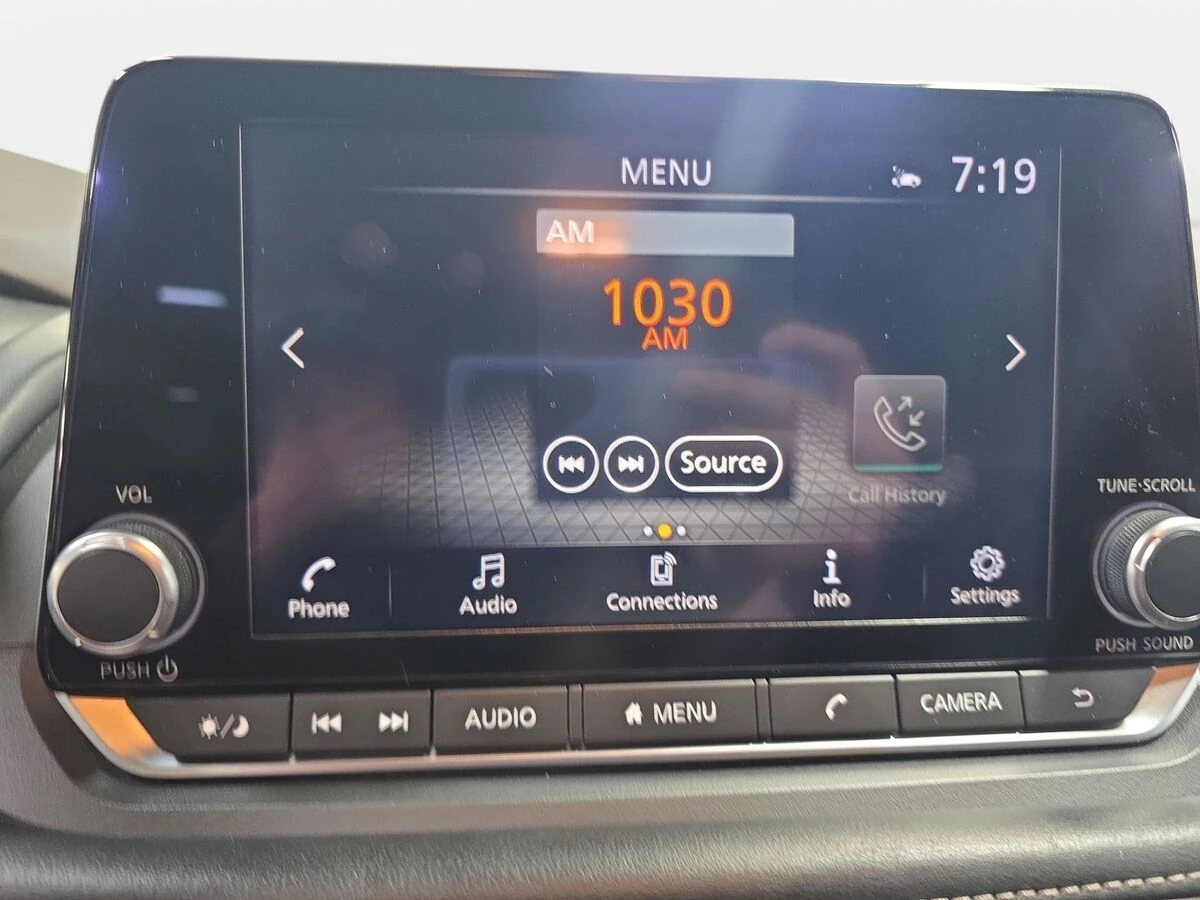 MENU
7:19
AM
1030
AM
Source
Call History
Phone
Audio
Connections
Info
Settings
VOL
PUSH
TUNE·SCROLL
PUSH SOUND
AUDIO
MENU
CAMERA